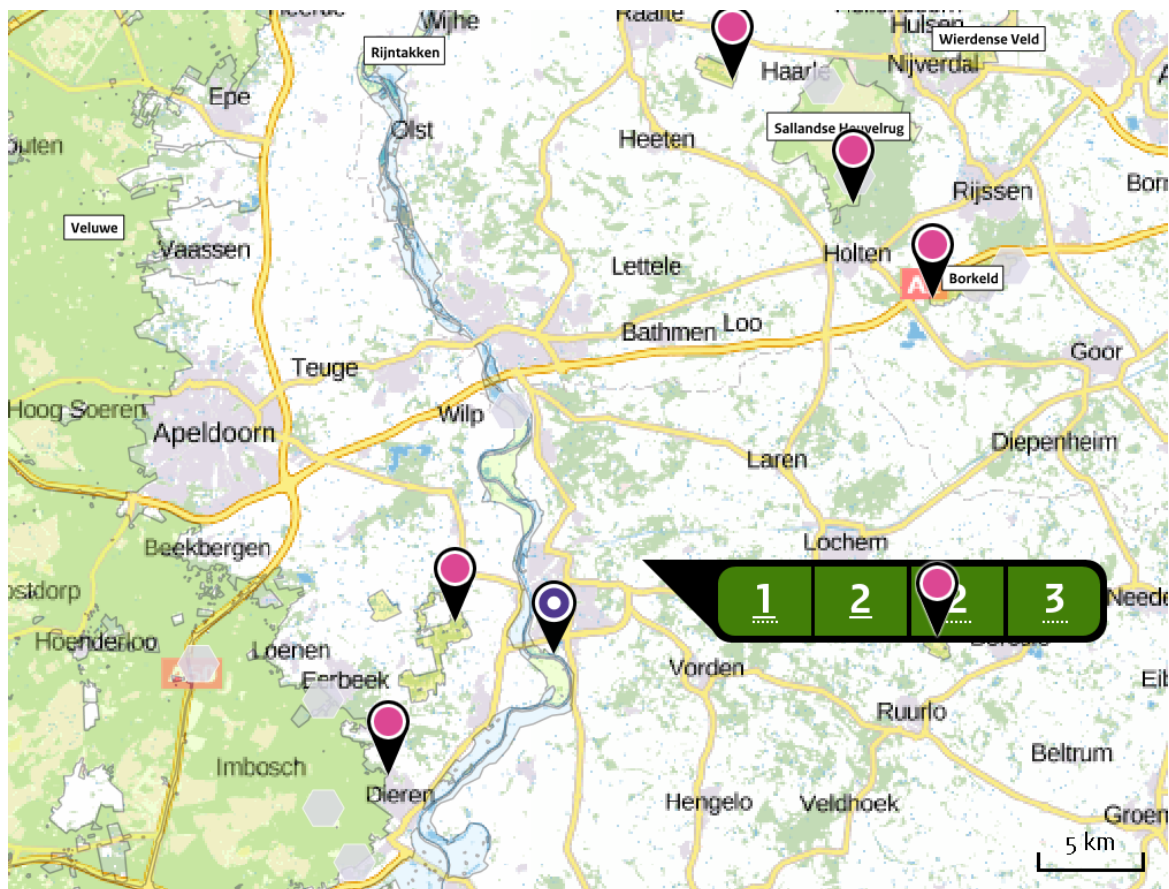 Wijhe
Raalte
Hulsen
Wierdense Veld
Rijntakken
Nijverdal
Haarle
Epe
Olst
Sallandse Heuvelrug
Heeten
Rijssen
Veluwe
Vaassen
Lettele
Holten
Borkeld
Bathmen
Loo
Teuge
Goor
Hoog Soeren
Wilp
Apeldoorn
Diepenheim
Laren
Beekbergen
Lochem
1
2
2
3
Hoenderloo
Loenen
Eerbeek
Vorden
Ruurlo
Beltrum
Imbosch
Dieren
Hengelo
Veldhoek
5 km